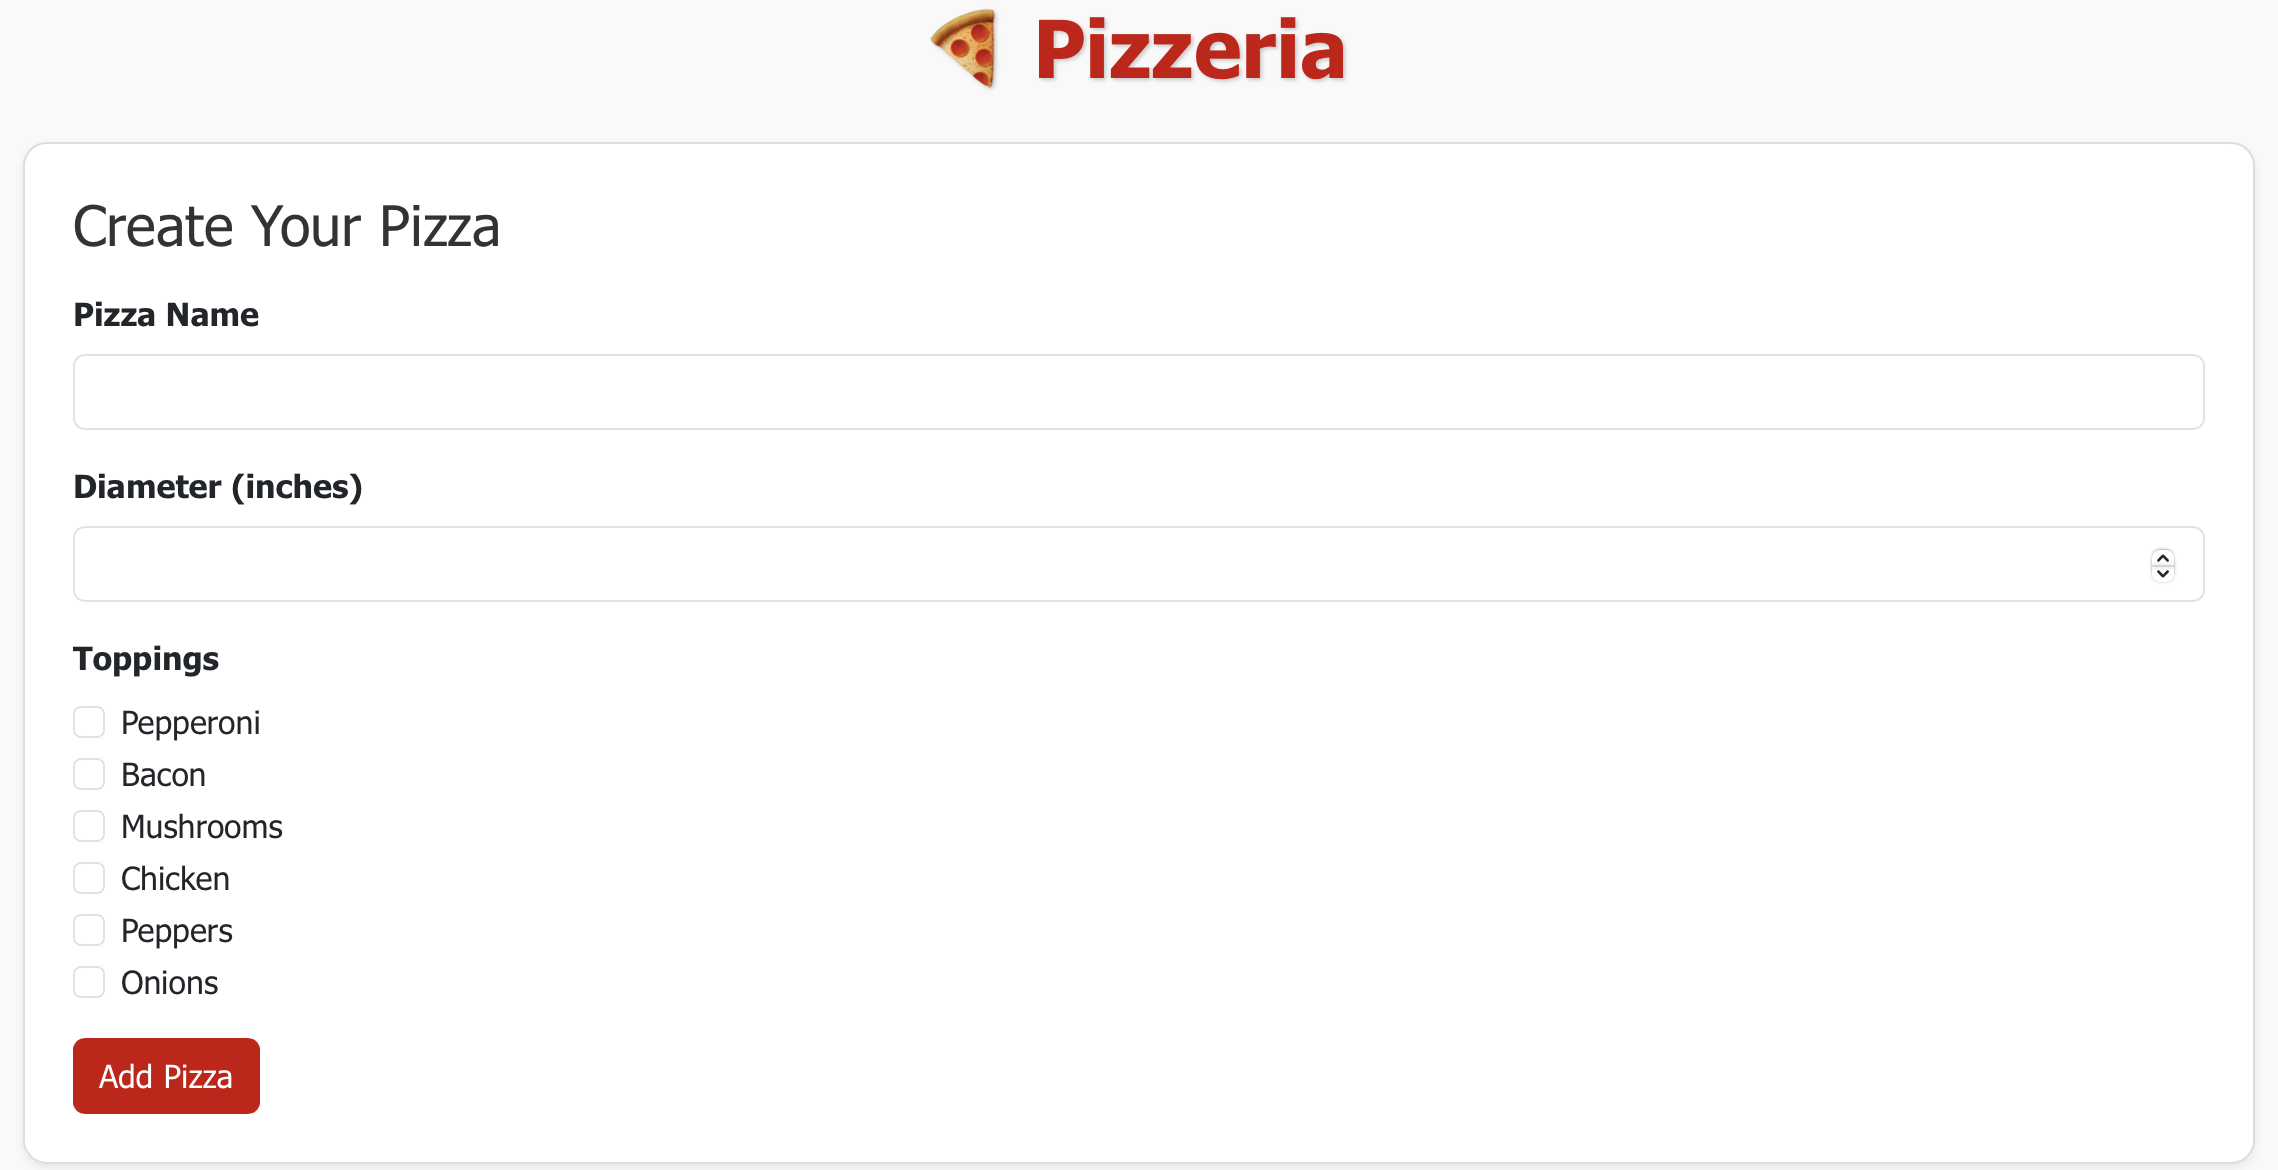 Pizzeria
Create Your Pizza
Pizza Name
Diameter (inches)
Toppings
Pepperoni
Bacon
Mushrooms
Chicken
Peppers
Onions
Add Pizza